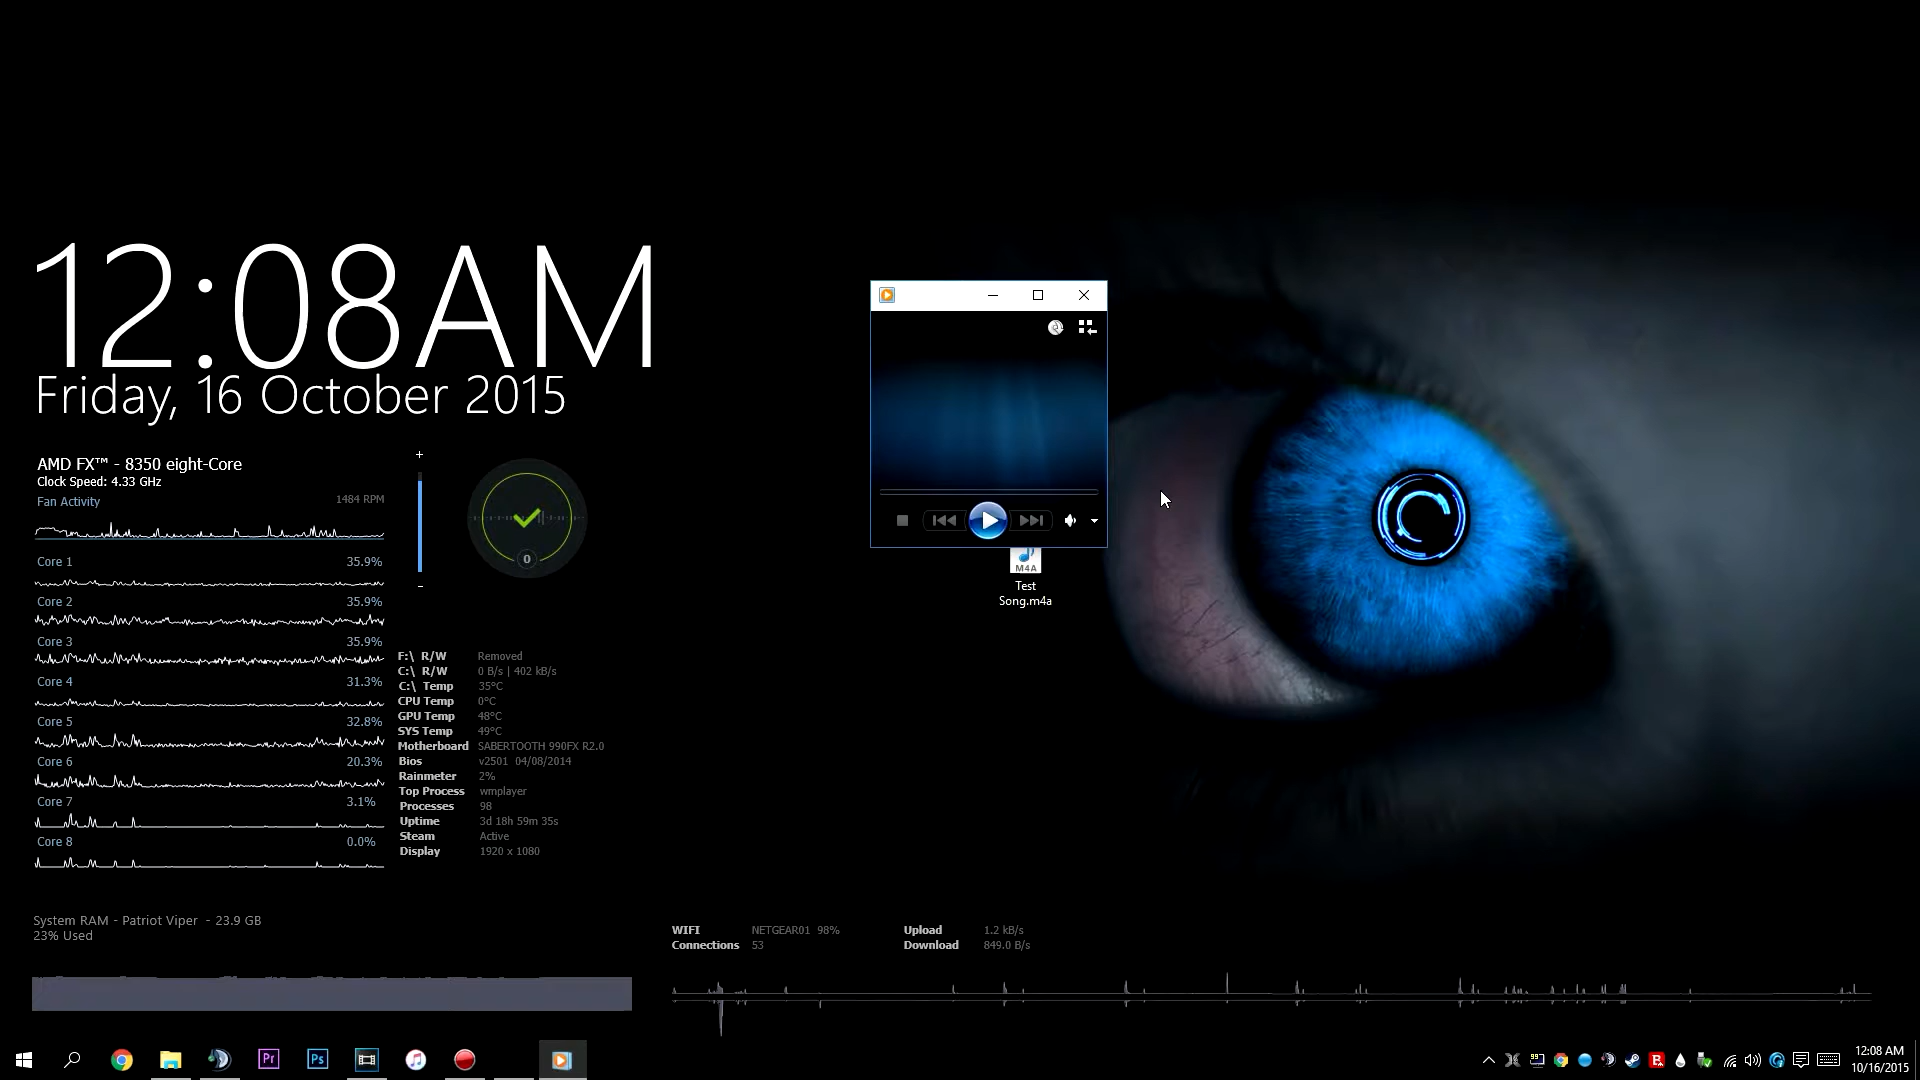 12:08AM
Friday, 16 October 2015
AMD FX™ - 8350 eight-Core
Clock Speed: 4.33 GHz
Fan Activity 1484 RPM
Core 1 35.9%
Core 2 35.9%
Core 3 35.9%
Core 4 31.3%
Core 5 32.8%
Core 6 20.3%
Core 7 3.1%
Core 8 0.0%
+
0
-
F:\ R/W Removed
C:\ R/W 0 B/s | 402 kB/s
C:\ Temp 35°C
CPU Temp 0°C
GPU Temp 48°C
SYS Temp 49°C
Motherboard SABERTOOTH 990FX R2.0
Bios v2501 04/08/2014
Rainmeter 2%
Top Process wmplayer
Processes 98
Uptime 3d 18h 59m 35s
Steam Active
Display 1920 x 1080
M4A
Test
Song.m4a
System RAM - Patriot Viper - 23.9 GB
23% Used
WIFI NETGEAR01 98%
Connections 53
Upload 1.2 kB/s
Download 849.0 B/s
Pr
Ps
12:08 AM
10/16/2015